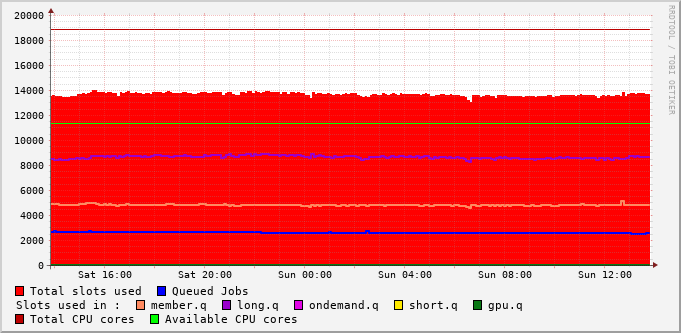 RRDTOOL / TOBI OETIKER
20000
18000
16000
14000
12000
10000
8000
6000
4000
2000
0
Sat 16:00 Sat 20:00 Sun 00:00 Sun 04:00 Sun 08:00 Sun 12:00
Total slots used Queued Jobs
Slots used in : member.q long.q ondemand.q short.q gpu.q
Total CPU cores Available CPU cores